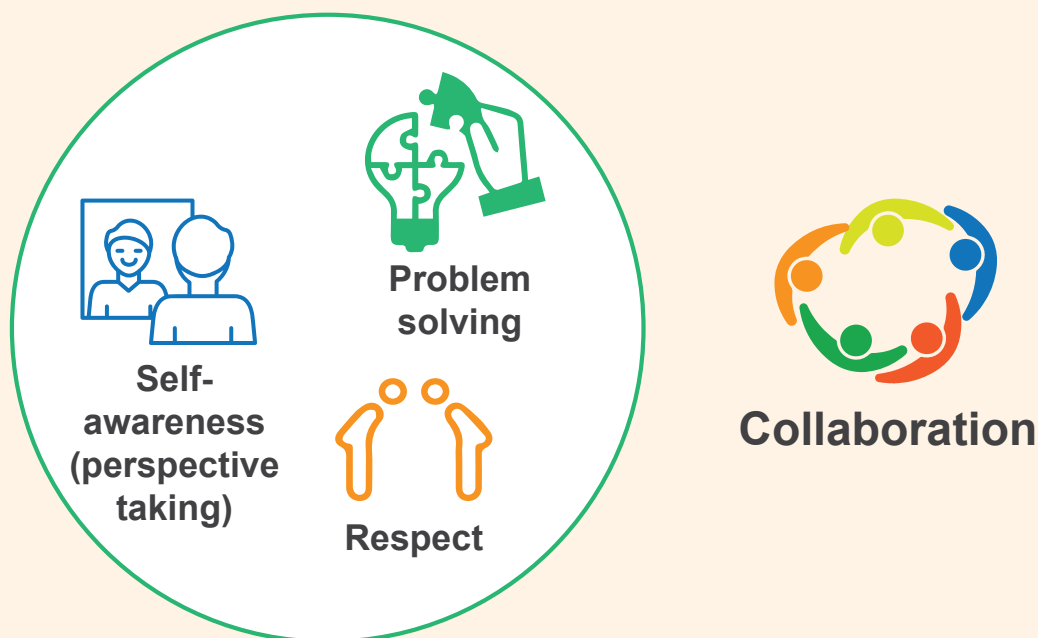 Problem
solving
Self-
awareness
(perspective
taking)
Respect
Collaboration